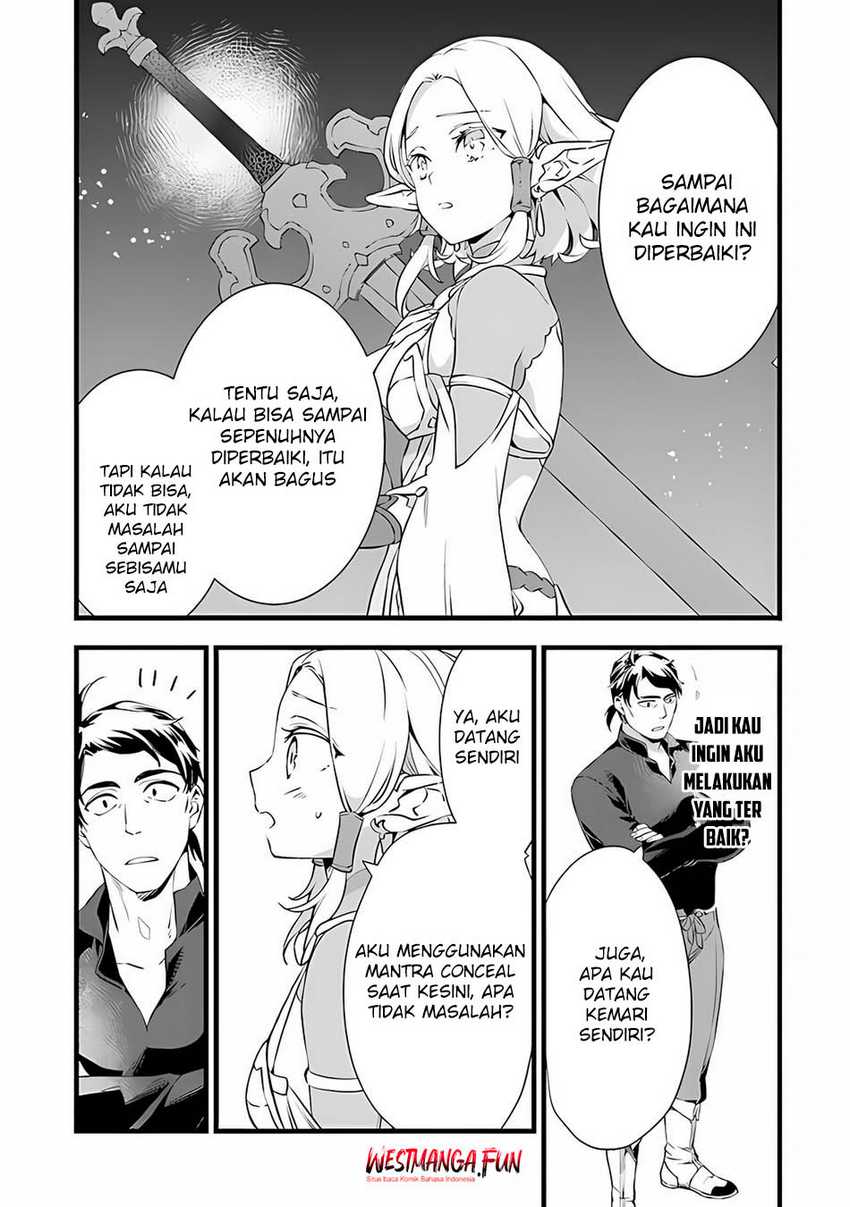 SAMPAI
BAGAIMANA
KAU INGIN INI
DIPERBAIKI?
TENTU SAJA,
KALAU BISA SAMPAI
SEPENUHNYA
DIPERBAIKI, ITU
AKAN BAGUS
TAPI KALAU
TIDAK BISA,
AKU TIDAK
MASALAH
SAMPAI
SEBISAMU
SAJA
JADI KAU
INGIN AKU
MELAKUKAN
YANG TER
BAIK?
JUGA,
APA KAU
DATANG
KEMARI
SENDIRI?
YA, AKU
DATANG
SENDIRI
AKU MENGGUNAKAN
MANTRA CONCEAL
SAAT KESINI, APA
TIDAK MASALAH?
WESTMANGA.FUN
Situs baca Komik Bahasa Indonesia